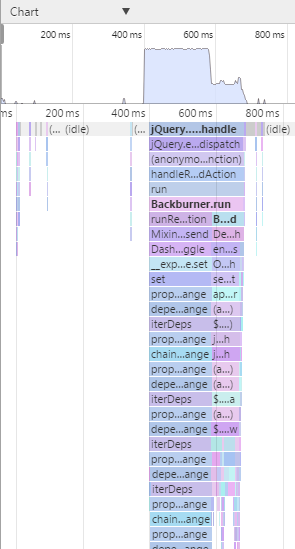 Chart ▼
200 ms 400 ms 600 ms 800 ms
ms 200 ms 400 ms 600 ms 800 ms
(... (idle) (... jQuery.....handle (idle)
jQuery.e...dispatch
(anonymo...nction)
handleR...dAction
run
Backburner.run
runRe...tion B...d
Mixin...send De...h
Dash...ggle en...s
__exp...e.set O...h
set se...t
prop...ange ap...r
depe...ange (a...)
iterDeps $....)
prop...ange j...h
chain...ange j...h
prop...ange (a...)
depe...ange (a...)
iterDeps $....a
prop...ange (a...)
depe...ange $....w
iterDeps
prop...ange
depe...ange
iterDeps
prop...ange
chain...ange
prop...ange
depe...ange